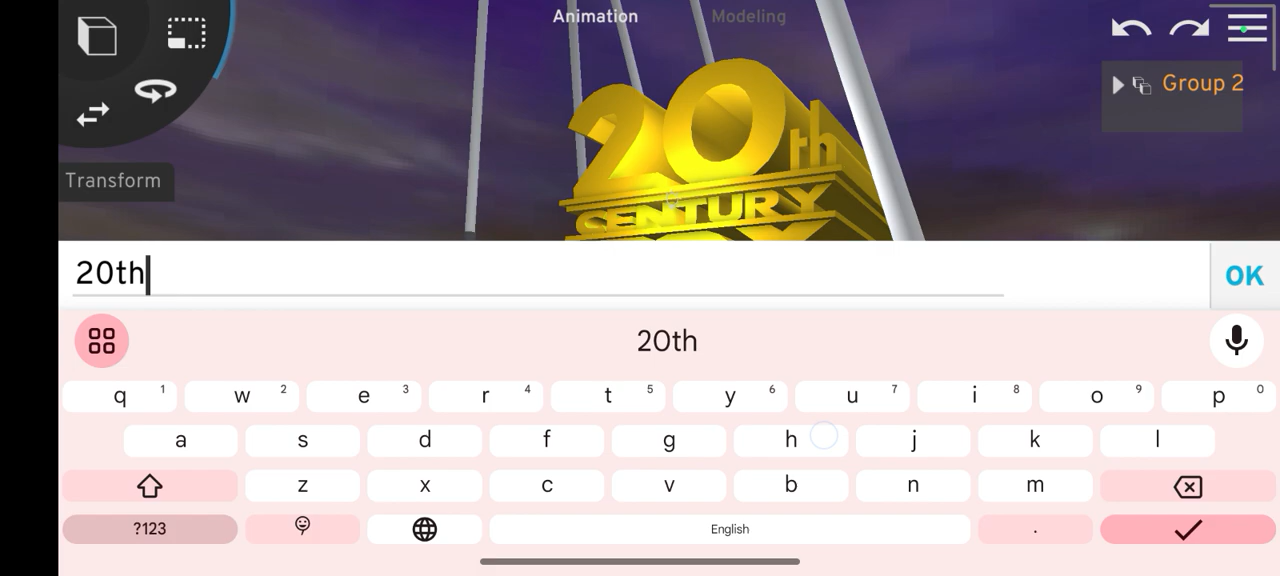 Animation Modeling
Group 2
Transform
20th
CENTURY
20th
OK
20th
q 1 w 2 e 3 r 4 t 5 y 6 u 7 i 8 o 9 p 0
a s d f g h j k l
z x c v b n m
?123 English .